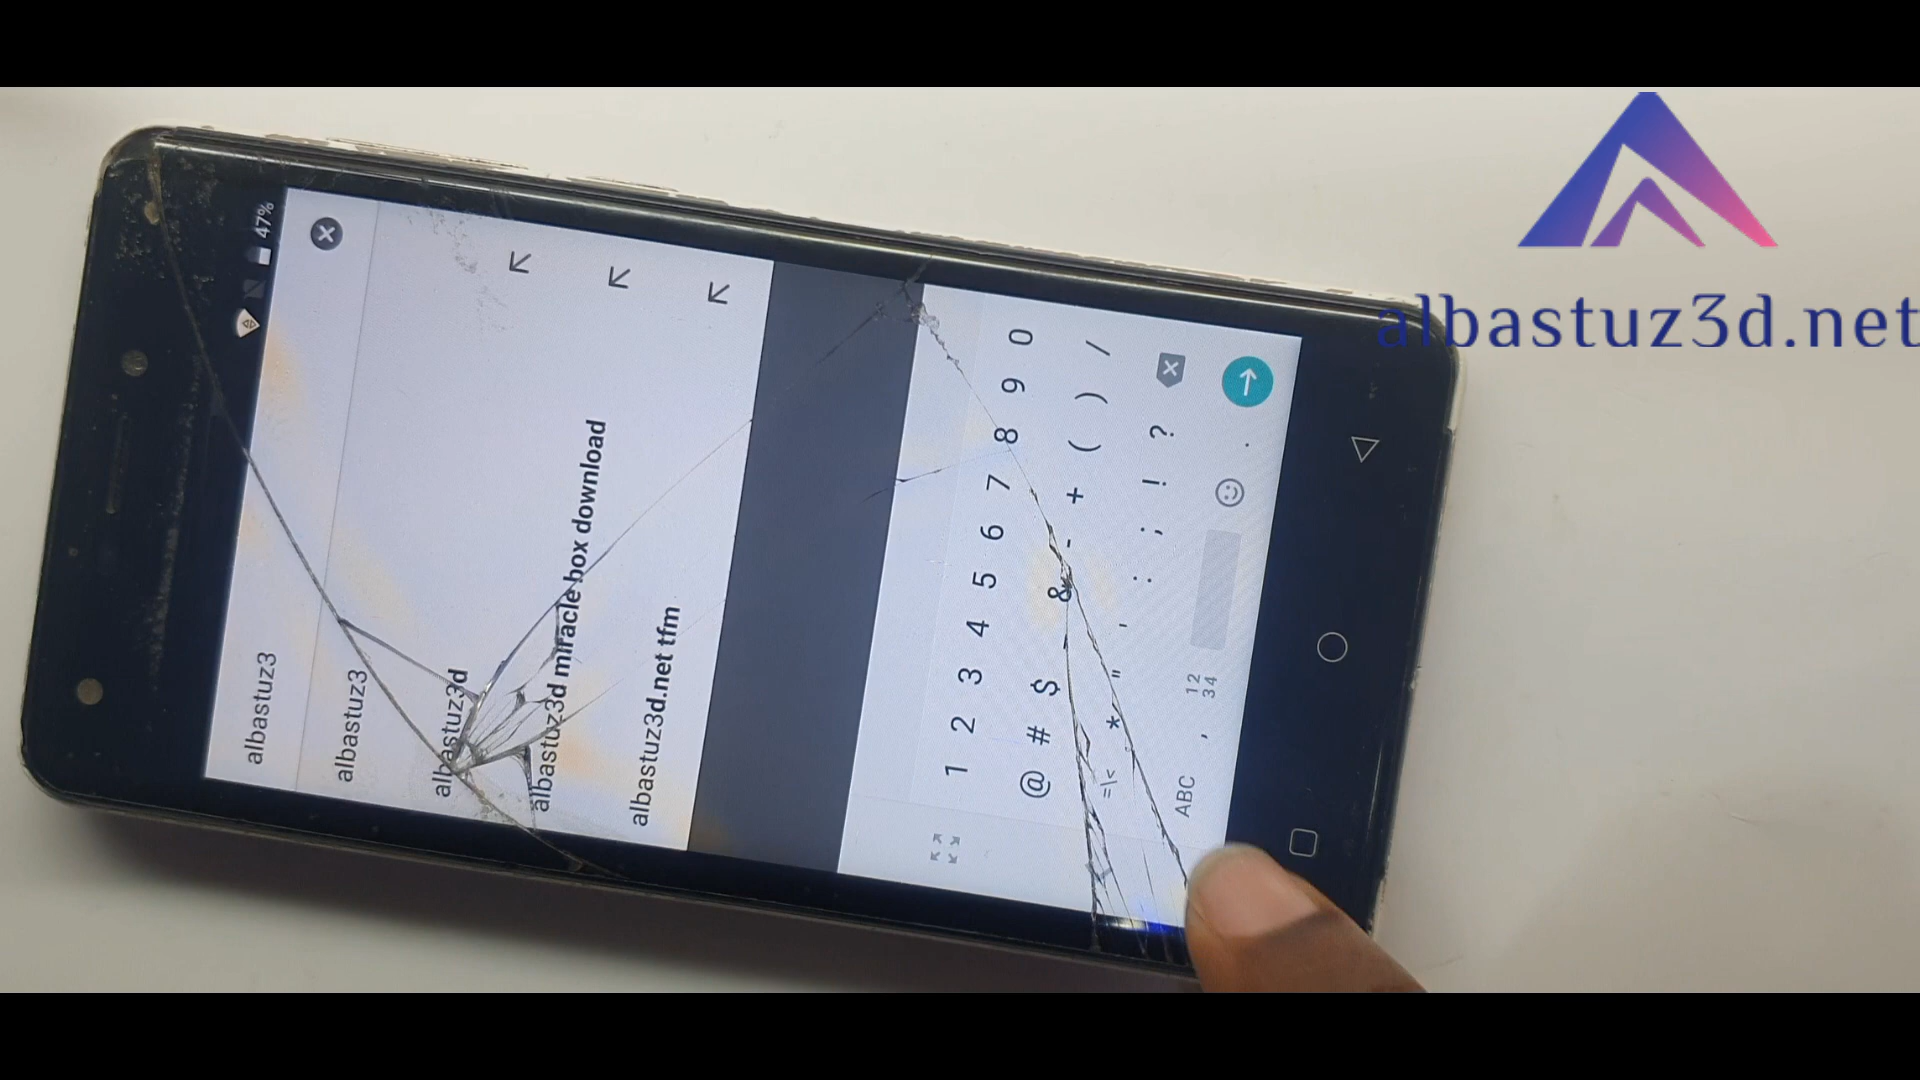 47%
albastuz3
albastuz3
albastuz3d
albastuz3d miracle box download
albastuz3d.net tfm
1 2 3 4 5 6 7 8 9 0
@ # $ _ & - + ( ) /
=\< * " ' : ; ! ? 
ABC , 12 .
34
albastuz3d.net